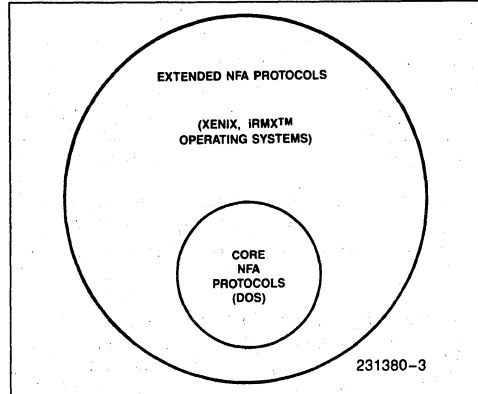 EXTENDED NFA PROTOCOLS
(XENIX, iRMX™
OPERATING SYSTEMS)
CORE
NFA
PROTOCOLS
(DOS)
231380–3